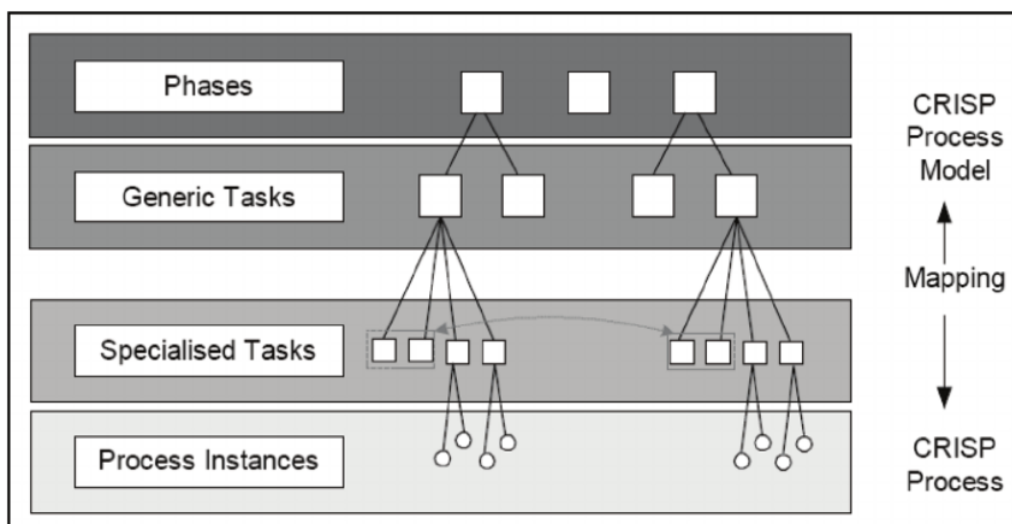 Phases
Generic Tasks
Specialised Tasks
Process Instances
CRISP
Process
Model
Mapping
CRISP
Process